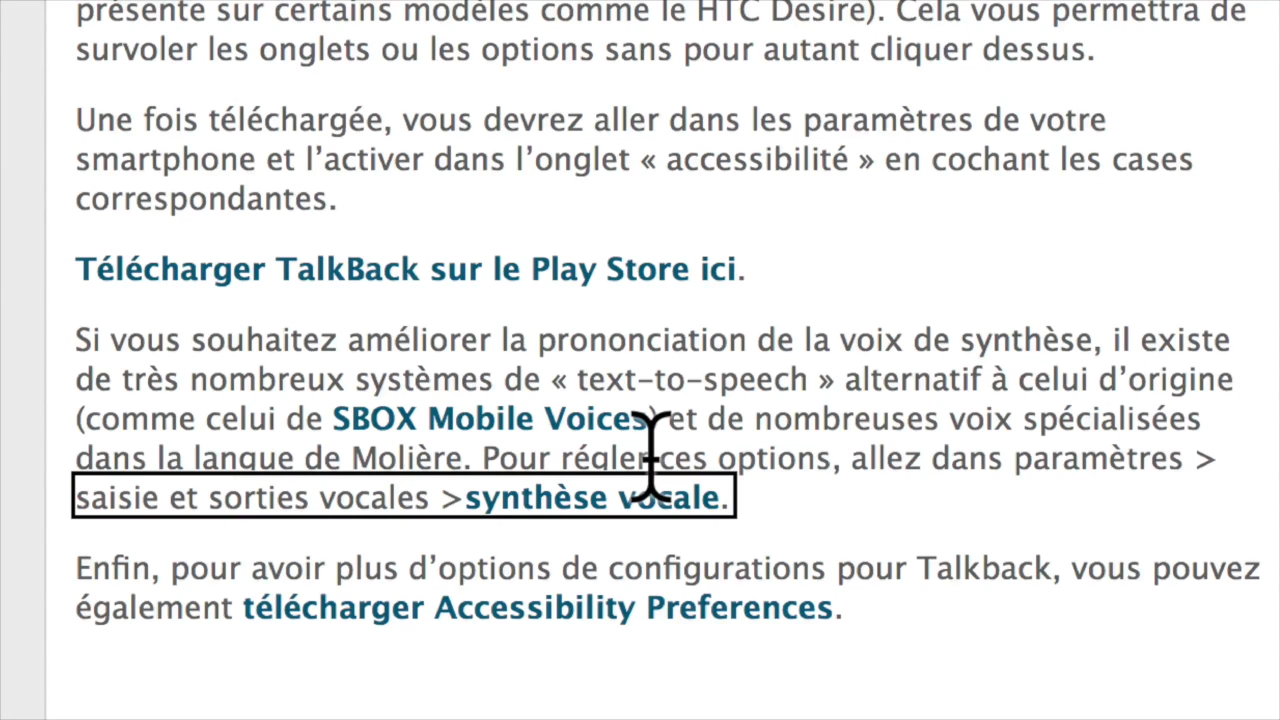 présente sur certains modèles comme le HTC Desire). Cela vous permettra de
survoler les onglets ou les options sans pour autant cliquer dessus.
Une fois téléchargée, vous devrez aller dans les paramètres de votre
smartphone et l’activer dans l’onglet « accessibilité » en cochant les cases
correspondantes.
Télécharger TalkBack sur le Play Store ici.
Si vous souhaitez améliorer la prononciation de la voix de synthèse, il existe
de très nombreux systèmes de « text-to-speech » alternatif à celui d’origine
(comme celui de SBOX Mobile Voices) et de nombreuses voix spécialisées
dans la langue de Molière. Pour régler ces options, allez dans paramètres >
saisie et sorties vocales >synthèse vocale.
Enfin, pour avoir plus d’options de configurations pour Talkback, vous pouvez
également télécharger Accessibility Preferences.